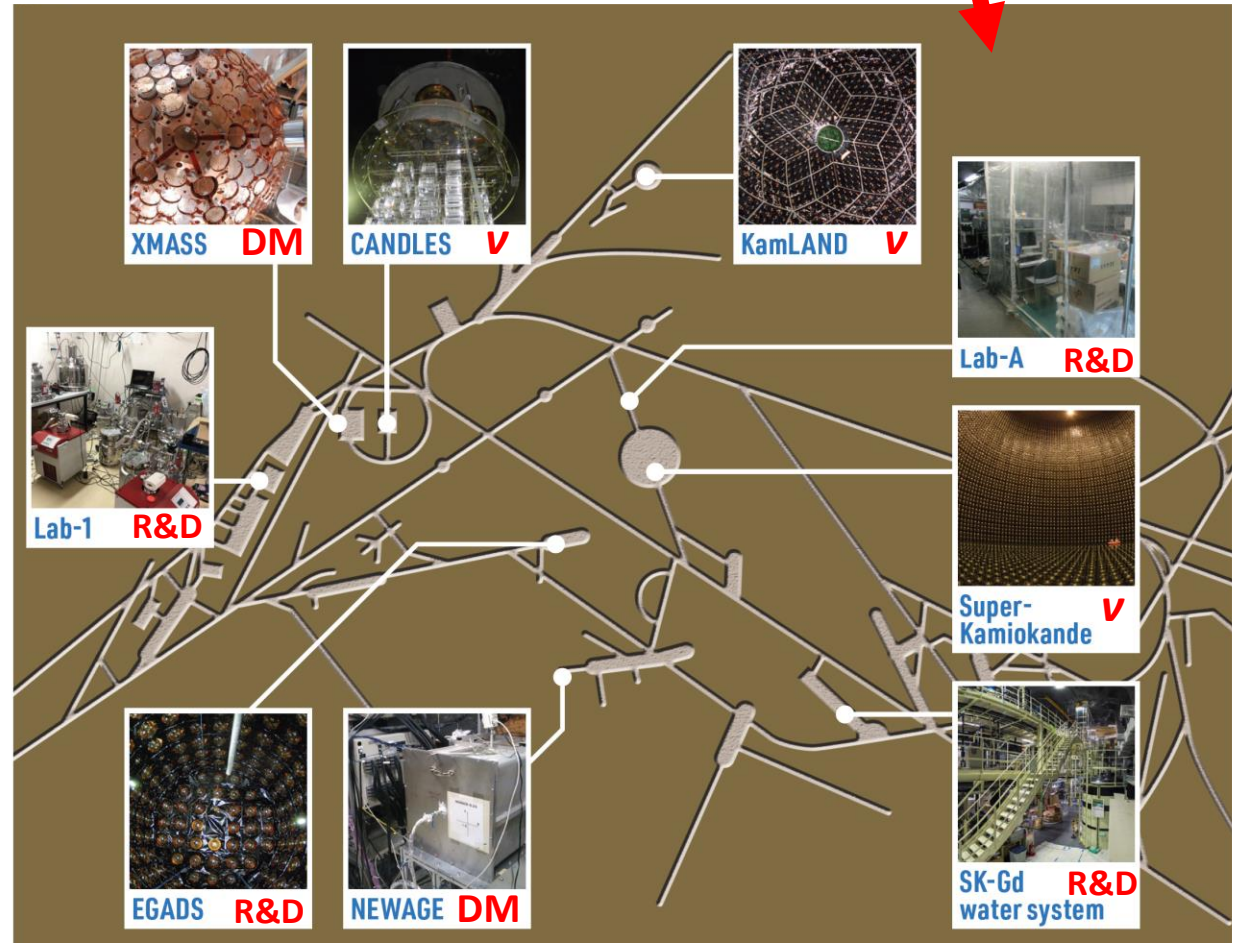 XMASS DM
CANDLES ν
KamLAND ν
Lab-A R&D
Lab-1 R&D
Super-
Kamiokande ν
EGADS R&D
NEWAGE DM
SK-Gd R&D
water system